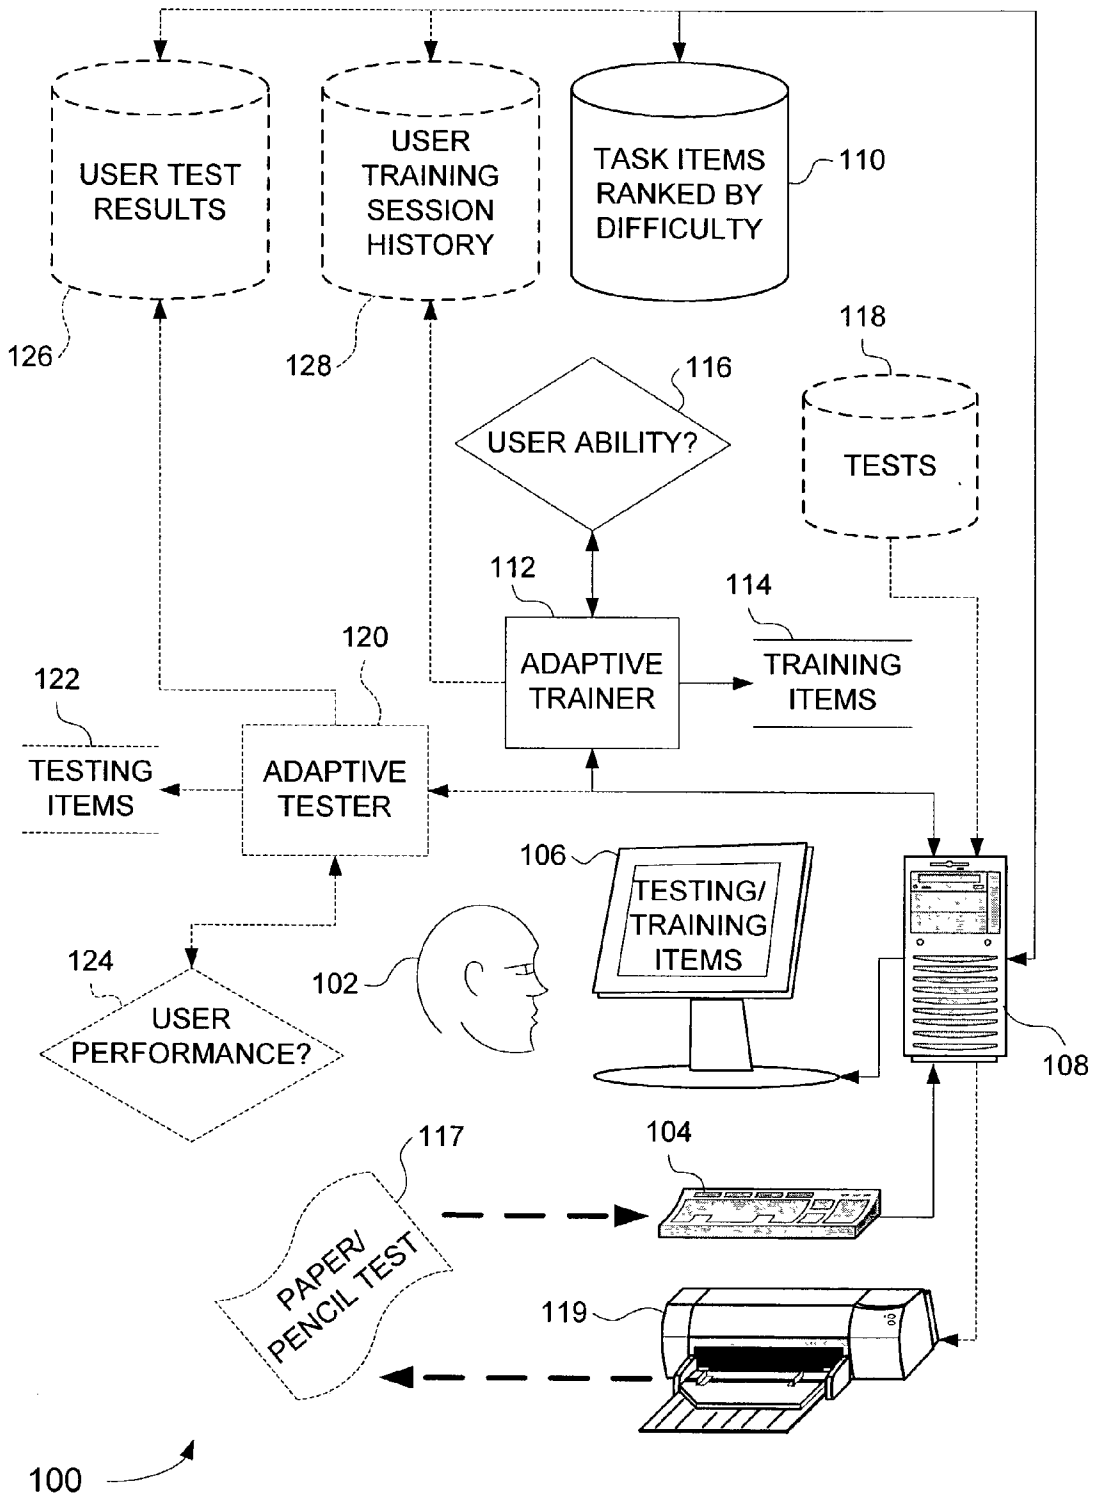 USER TEST
RESULTS
USER
TRAINING
SESSION
HISTORY
TASK ITEMS
RANKED BY
DIFFICULTY
110
126
128
118
116
USER ABILITY?
TESTS
112
114
120
ADAPTIVE
TRAINER
TRAINING
ITEMS
122
TESTING
ITEMS
ADAPTIVE
TESTER
106
TESTING/
TRAINING
ITEMS
124
102
USER
PERFORMANCE?
108
117
104
PAPER/
PENCIL TEST
119
100